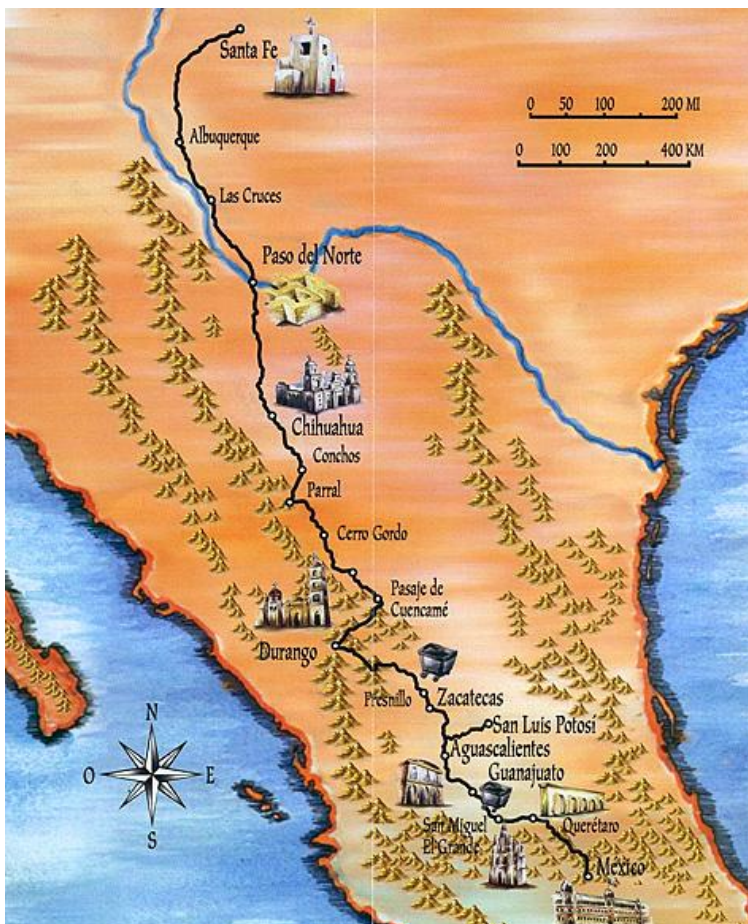 Santa Fe
0 50 100 200 MI
0 100 200 400 KM
Albuquerque
Las Cruces
Paso del Norte
Chihuahua
Conchos
Parral
Cerro Gordo
Pasaje de
Cuencamé
Durango
Presnillo
Zacatecas
San Luis Potosí
Aguascalientes
Guanajuato
San Miguel
El Grande
Querétaro
México
N
O E
S